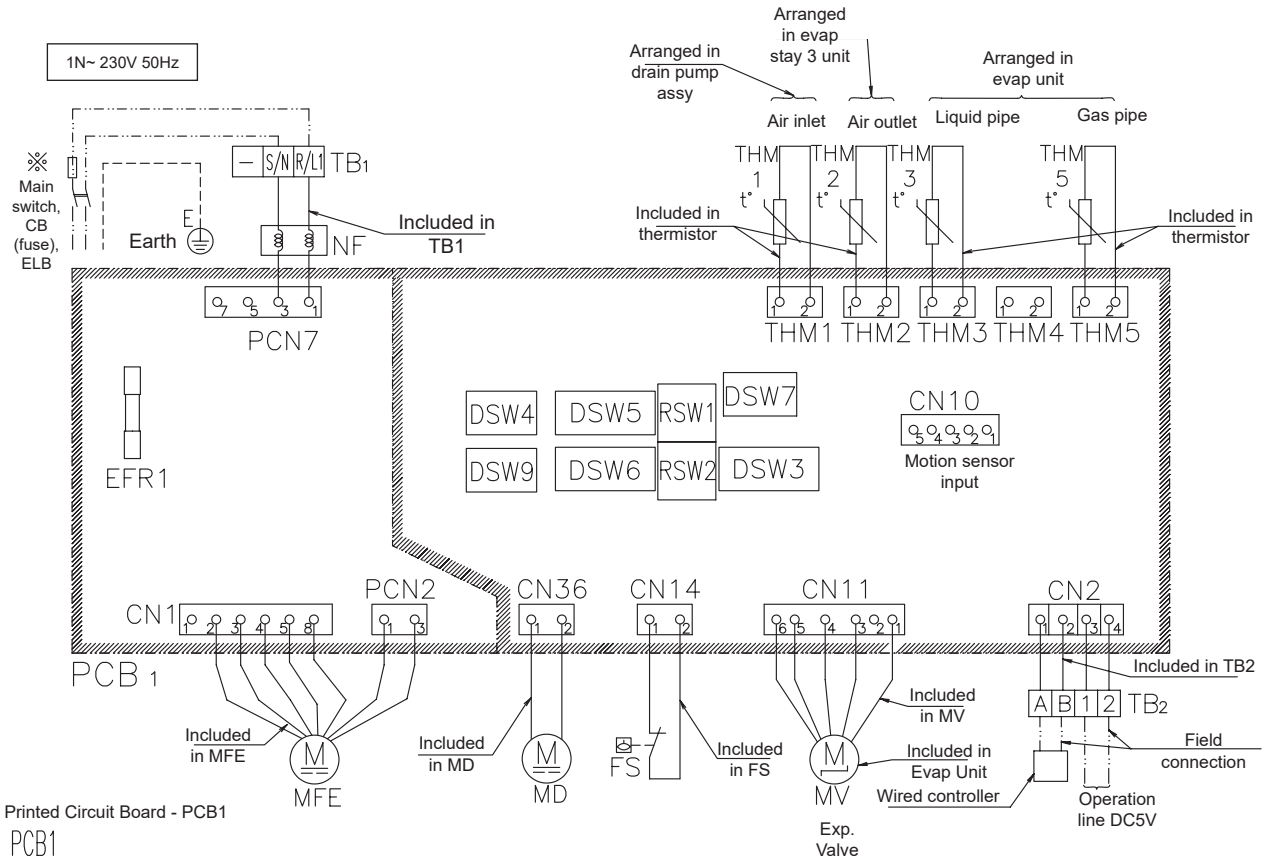 1N~ 230V 50Hz
※
Main
switch,
CB
(fuse),
ELB
Earth
E
— S/N R/L1 TB1
NF
Included in
TB1
Arranged in
drain pump
assy
Arranged
in evap
stay 3 unit
Arranged in
evap unit
Air inlet
Air outlet
Liquid pipe
Gas pipe
THM
1
t°
THM
2
t°
THM
3
t°
THM
5
t°
Included in
thermistor
Included in
thermistor
7 5 3 1
PCN7
1 2
THM1
1 2
THM2
1 2
THM3
1 2
THM4
1 2
THM5
EFR1
DSW4
DSW5
RSW1
DSW7
DSW9
DSW6
RSW2
DSW3
CN10
5 4 3 2 1
Motion sensor
input
CN1
1 2 3 4 5 8
PCN2
1 3
CN36
1 2
CN14
1 2
CN11
6 5 4 3 2 1
CN2
1 2 3 4
PCB 1
Included
in MFE
M
MFE
Included
in MD
M
MD
FS
Included
in FS
Included
in MV
M
MV
Exp.
Valve
Included in
Evap Unit
Included in TB2
A B 1 2 TB2
Field
connection
Wired controller
Operation
line DC5V
Printed Circuit Board - PCB1
PCB1